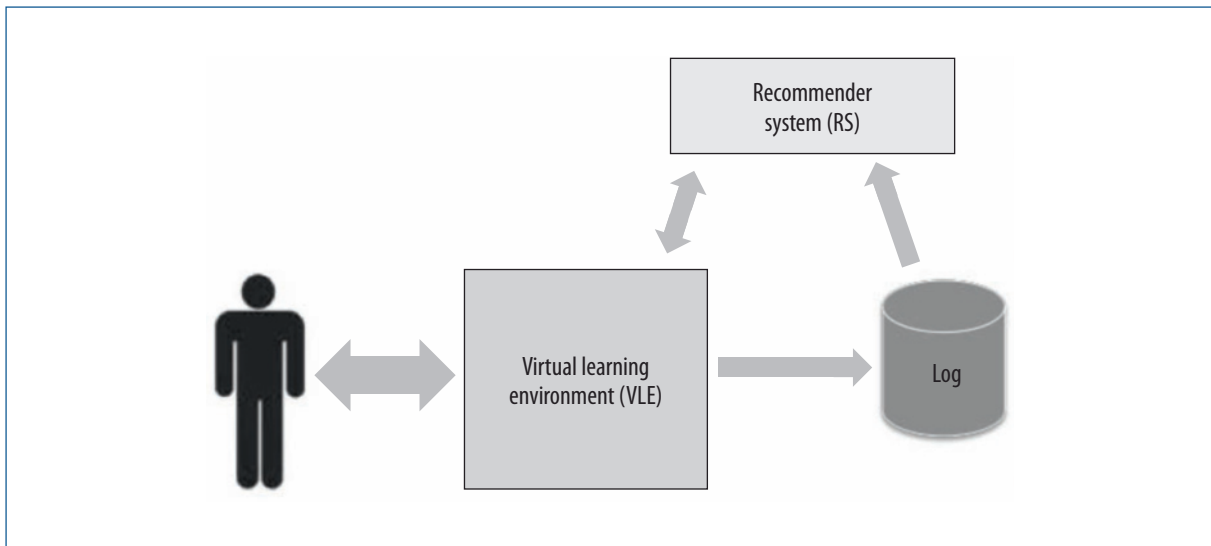 Recommender
system (RS)
Virtual learning
environment (VLE)
Log